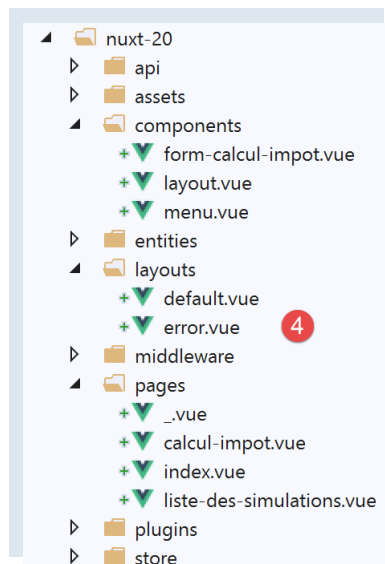 nuxt-20
api
assets
components
form-calcul-impot.vue
layout.vue
menu.vue
entities
layouts
default.vue
error.vue 4
middleware
pages
_.vue
calcul-impot.vue
index.vue
liste-des-simulations.vue
plugins
store